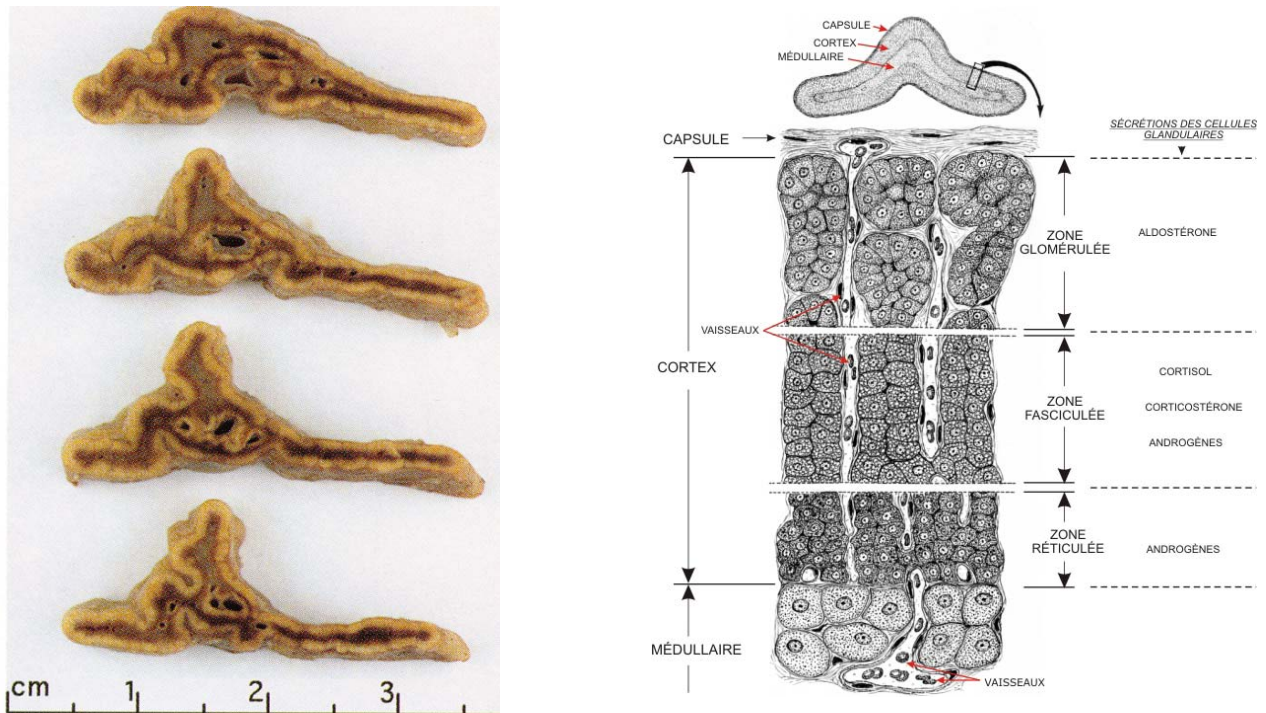 cm 1 2 3
CAPSULE
CORTEX
MÉDULLAIRE
SÉCRÉTIONS DES CELLULES
GLANDULAIRES
CAPSULE
ZONE
GLOMÉRULÉE
ALDOSTÉRONE
VAISSEAUX
CORTEX
ZONE
FASCICULÉE
CORTISOL
CORTICOSTÉRONE
ANDROGÈNES
ZONE
RÉTICULÉE
ANDROGÈNES
MÉDULLAIRE
VAISSEAUX